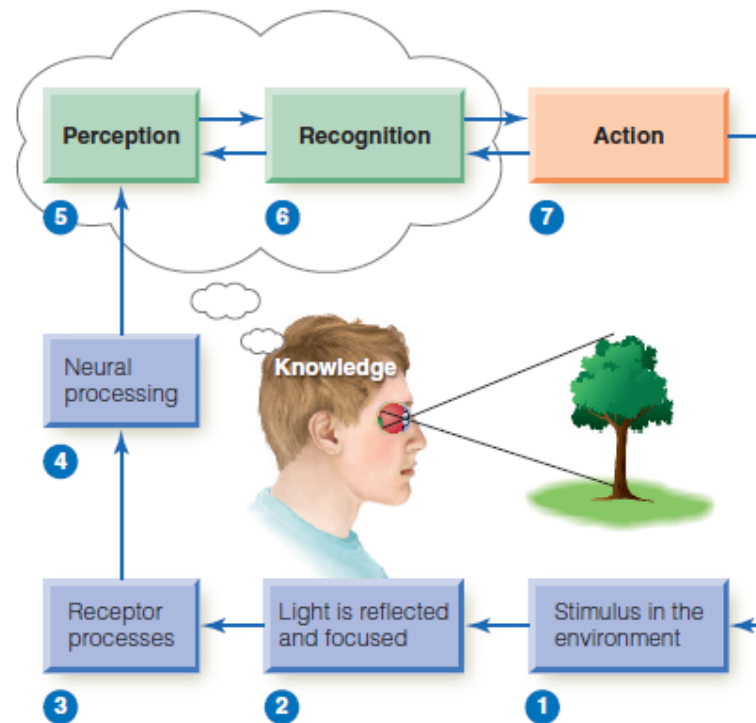 Perception
Recognition
Action
5
6
7
Neural
processing
Knowledge
4
Receptor
processes
Light is reflected
and focused
Stimulus in the
environment
3
2
1